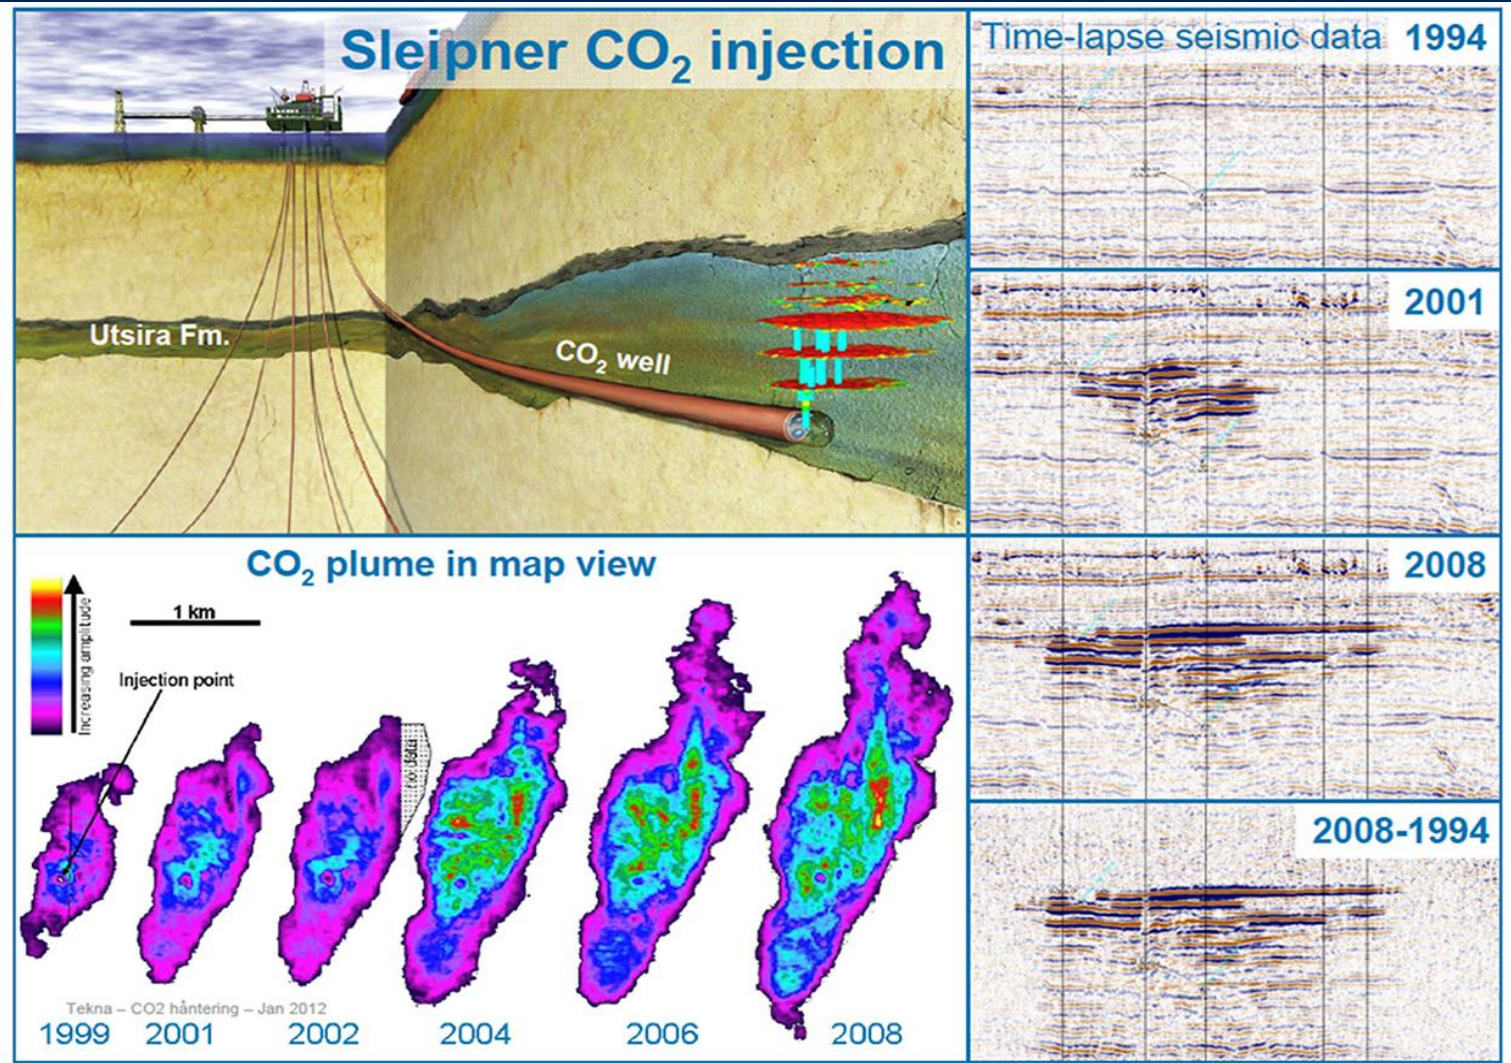 Sleipner CO2 injection
Utsira Fm.
CO2 well
Time-lapse seismic data 1994
2001
2008
2008-1994
CO2 plume in map view
1 km
Increasing amplitude
Injection point
no data
Tekna – CO2 håntering – Jan 2012
1999 2001 2002 2004 2006 2008